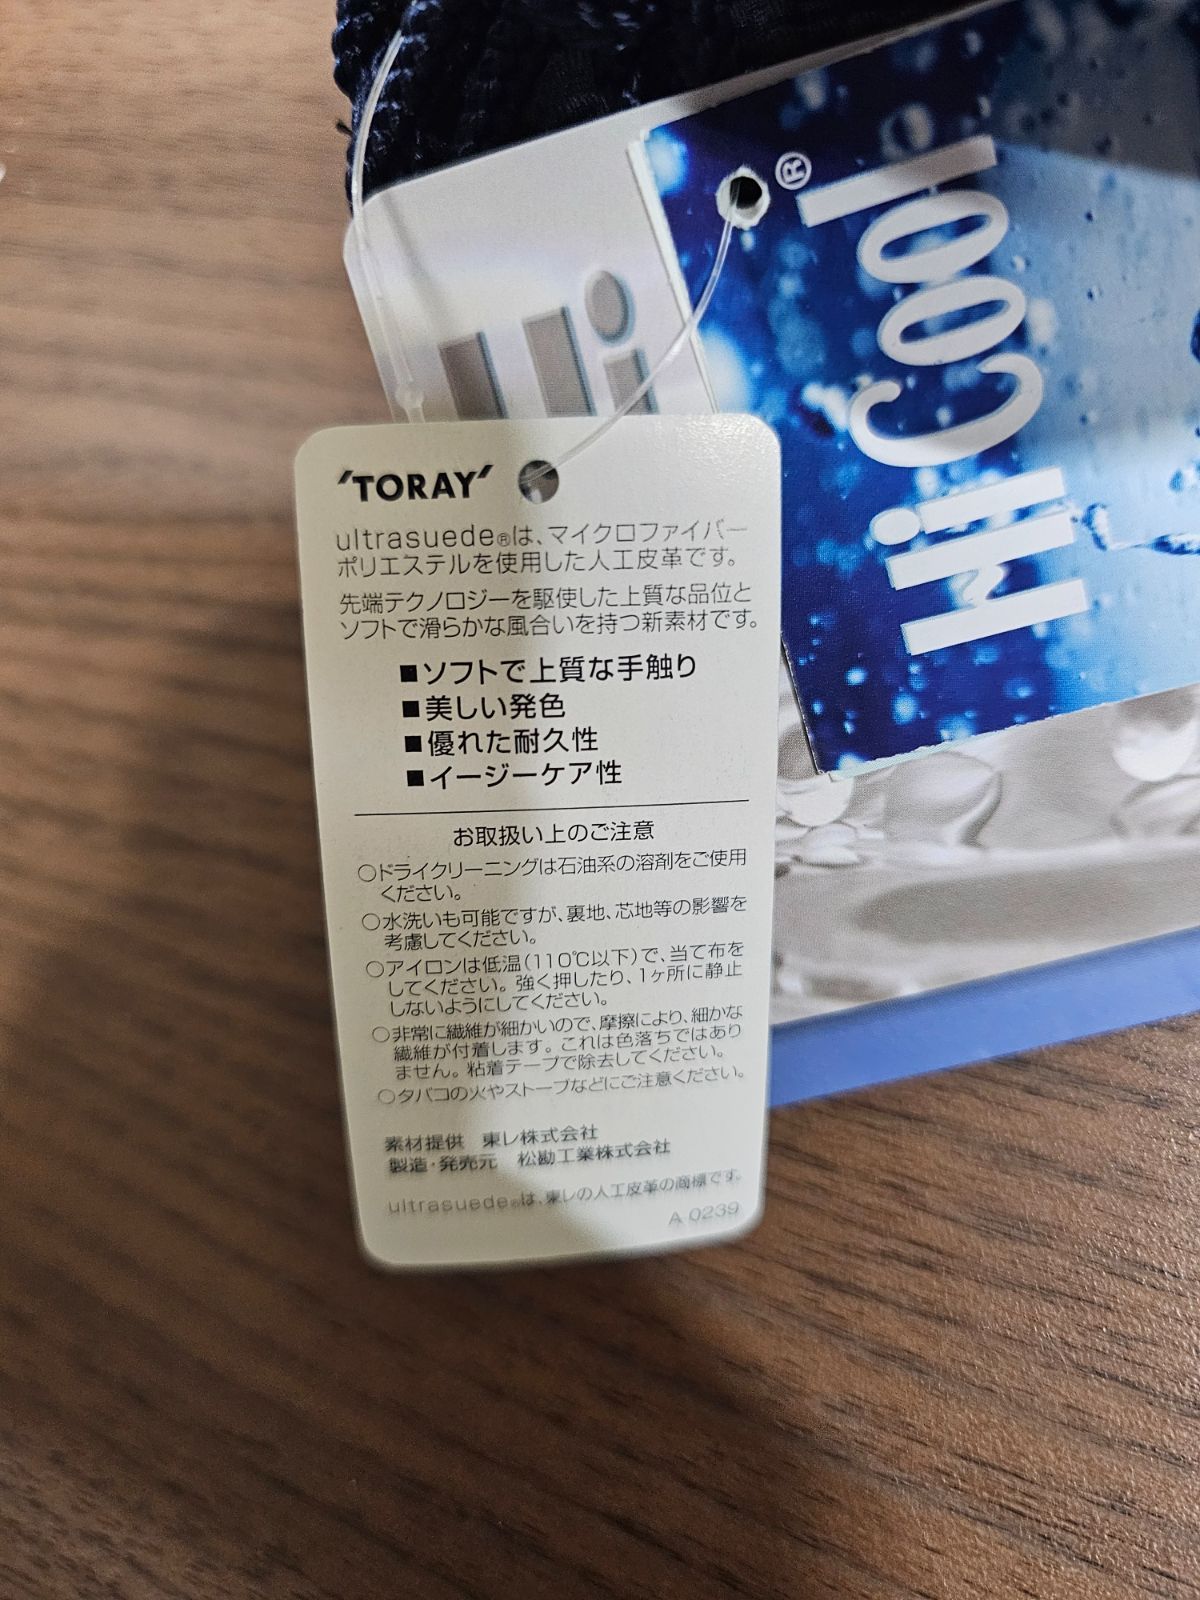 'TORAY'
ultrasuede®は、マイクロファイバー
ポリエステルを使用した人工皮革です。
先端テクノロジーを駆使した上質な品位と
ソフトで滑らかな風合いを持つ新素材です。
■ソフトで上質な手触り
■美しい発色
■優れた耐久性
■イージーケア性
お取扱い上のご注意
○ドライクリーニングは石油系の溶剤をご使用
ください。
○水洗いも可能ですが、裏地、芯地等の影響を
考慮してください。
○アイロンは低温(110℃以下)で、当て布を
してください。強く押したり、1ヶ所に静止
しないようにしてください。
○非常に繊維が細かいので、摩擦により、細かな
繊維が付着します。これは色落ちではあり
ません。粘着テープで除去してください。
○タバコの火やストーブなどにご注意ください。
素材提供 東レ株式会社
製造・発売元 松勘工業株式会社
ultrasuede®は、東レの人工皮革の商標です。
A 0239
Hi Cool®